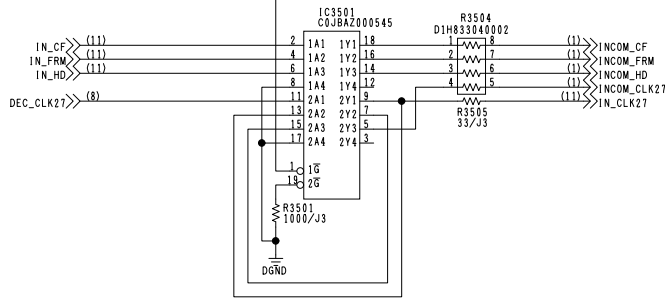 IC3501
C0JBAZ000545
R3504
D1H833040002
IN_CF (11) 2 1A1 1Y1 18 1 8 (1) INCOM_CF
IN_FRM (11) 4 1A2 1Y2 16 2 7 (1) INCOM_FRM
IN_HD (11) 6 1A3 1Y3 14 3 6 (1) INCOM_HD
8 1A4 1Y4 12 4 5 (1) INCOM_CLK27
DEC_CLK27 (8) 11 2A1 2Y1 9 (11) IN_CLK27
13 2A2 2Y2 7 R3505
15 2A3 2Y3 5 33/J3
17 2A4 2Y4 3
1 1G
19 2G
R3501
1000/J3
DGND